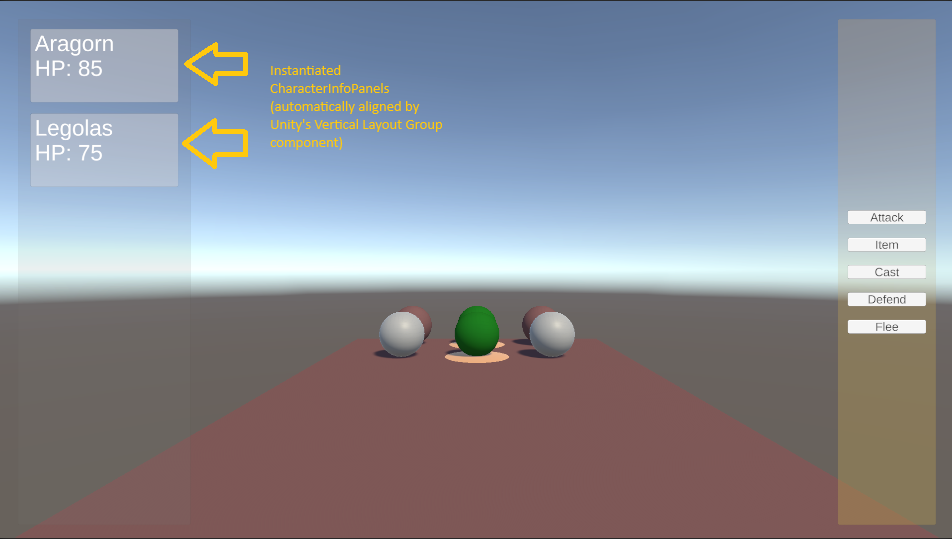 Aragorn
HP: 85
Legolas
HP: 75
Instantiated
CharacterInfoPanels
(automatically aligned by
Unity's Vertical Layout Group
component)
Attack
Item
Cast
Defend
Flee